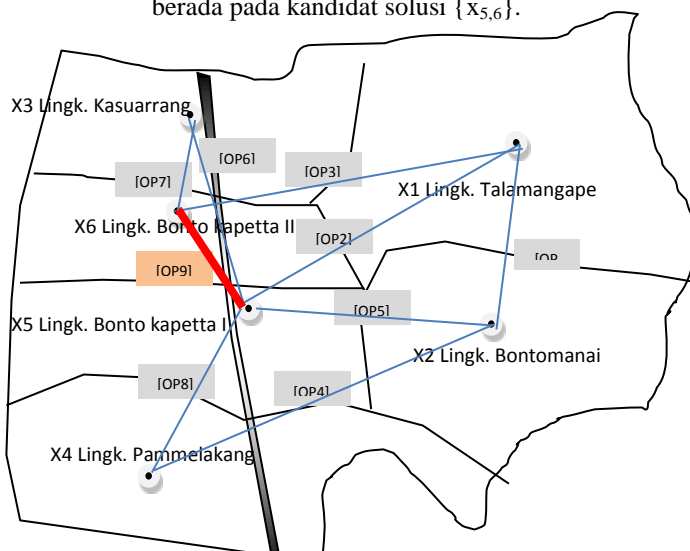 berada pada kandidat solusi {x5,6}.
X3 Lingk. Kasuarrang
[OP6]
[OP3]
[OP7]
X1 Lingk. Talamangape
X6 Lingk. Bonto kapetta II
[OP2]
[OP
[OP9]
[OP5]
X5 Lingk. Bonto kapetta I
X2 Lingk. Bontomanai
[OP8]
[OP4]
X4 Lingk. Pammelakang